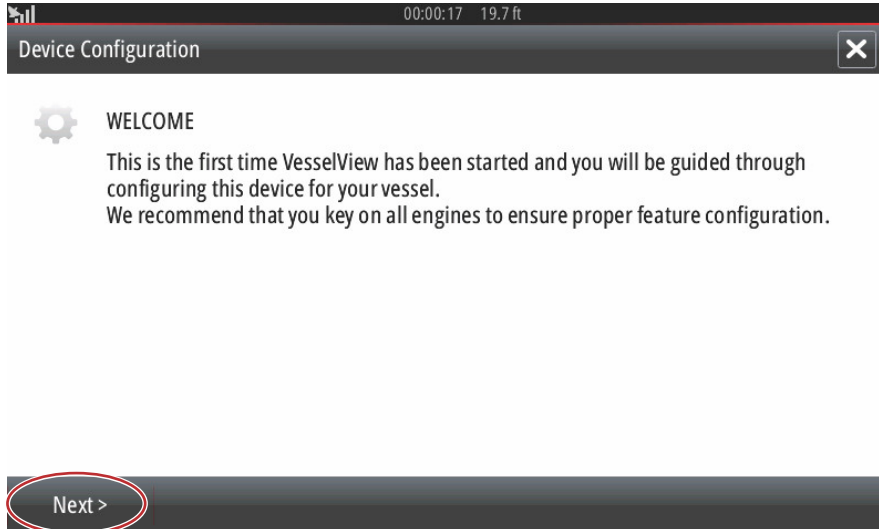 00:00:17 19.7 ft
Device Configuration
WELCOME
This is the first time VesselView has been started and you will be guided through
configuring this device for your vessel.
We recommend that you key on all engines to ensure proper feature configuration.
Next >